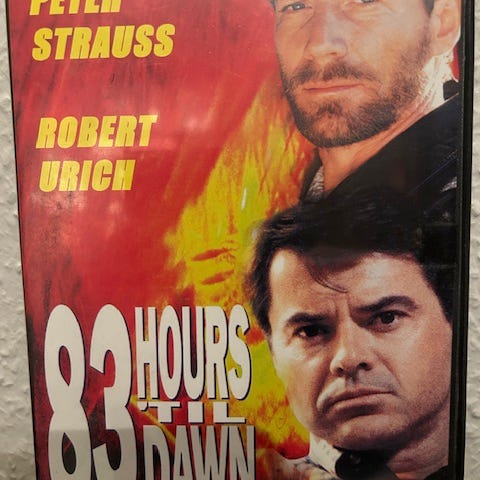 PETER
STRAUSS
ROBERT
URICH
83 HOURS
'TIL
DAWN